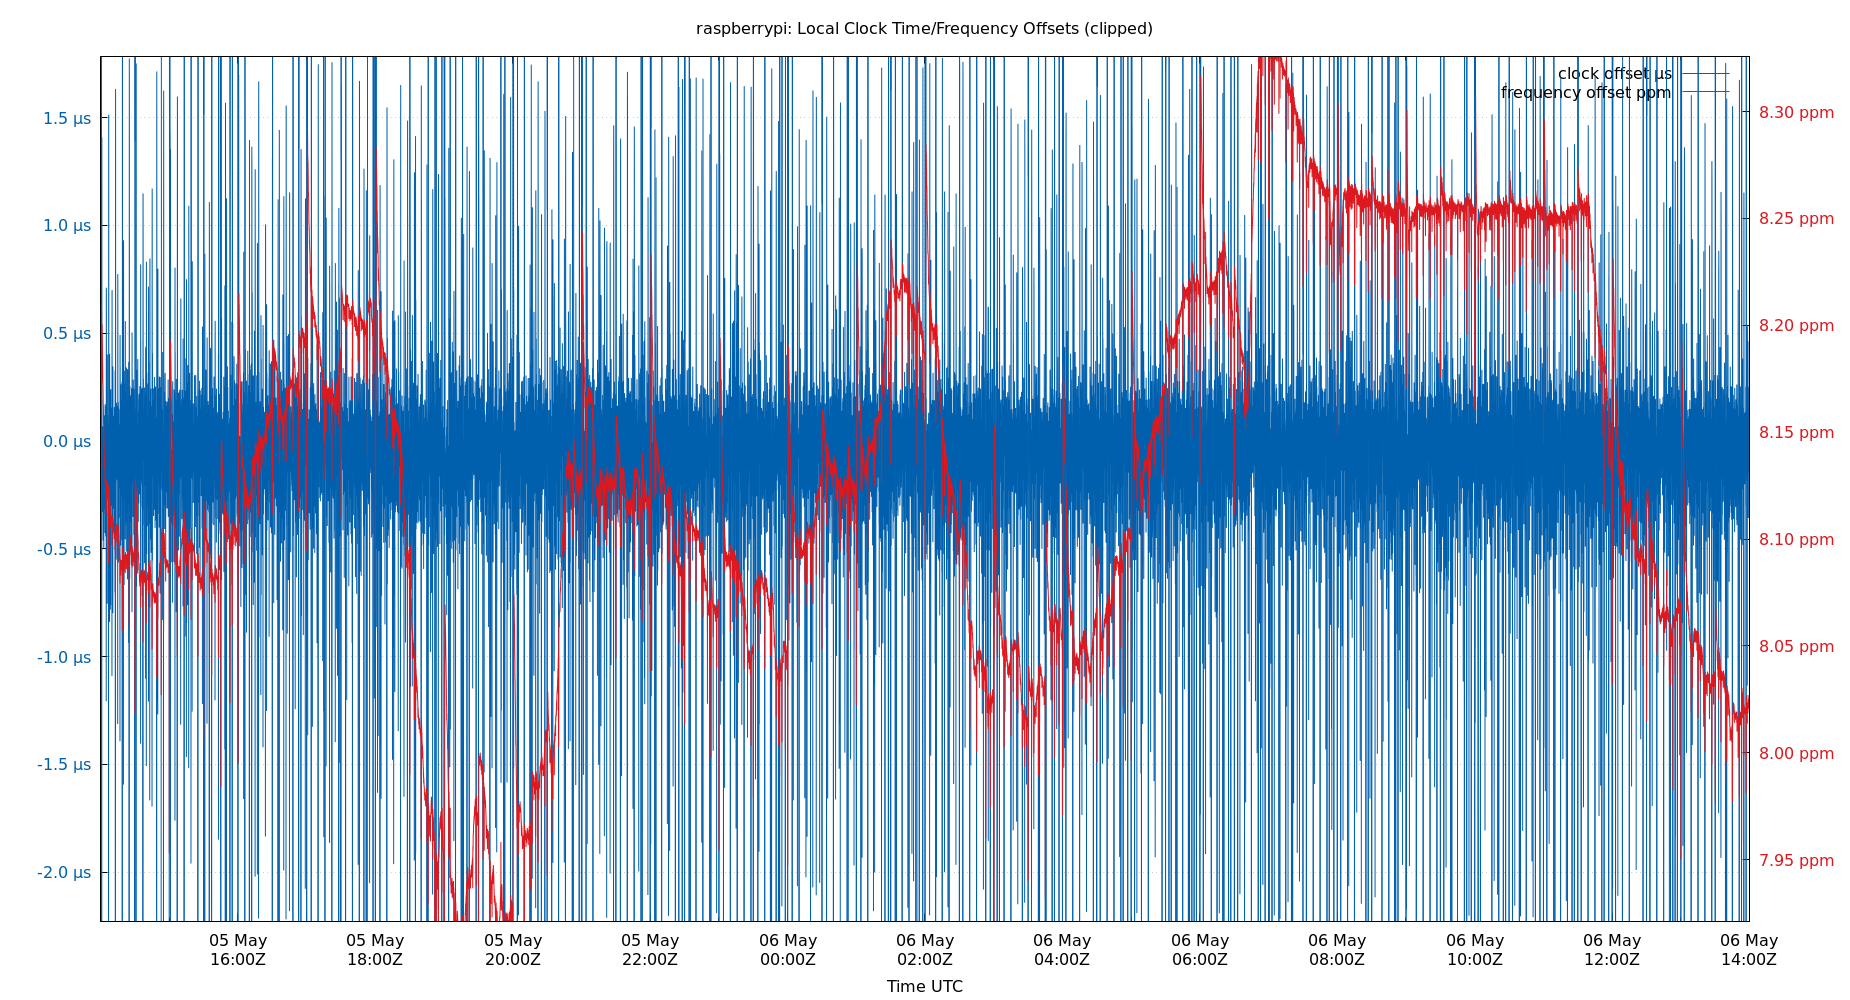 raspberrypi: Local Clock Time/Frequency Offsets (clipped)
clock offset µs
frequency offset ppm
1.5 µs
1.0 µs
0.5 µs
0.0 µs
-0.5 µs
-1.0 µs
-1.5 µs
-2.0 µs
8.30 ppm
8.25 ppm
8.20 ppm
8.15 ppm
8.10 ppm
8.05 ppm
8.00 ppm
7.95 ppm
05 May 05 May 05 May 05 May 06 May 06 May 06 May 06 May 06 May 06 May 06 May 06 May
16:00Z 18:00Z 20:00Z 22:00Z 00:00Z 02:00Z 04:00Z 06:00Z 08:00Z 10:00Z 12:00Z 14:00Z
Time UTC